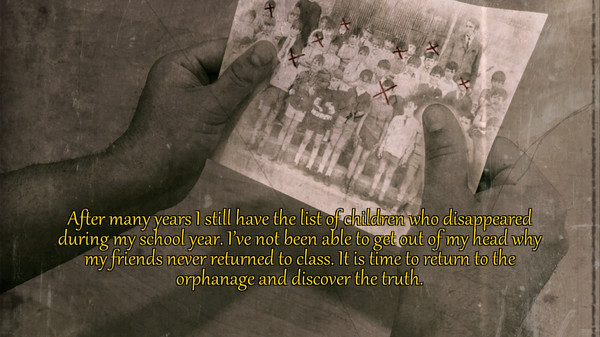 After many years I still have the list of children who disappeared
during my school year. I've not been able to get out of my head why
my friends never returned to class. It is time to return to the
orphanage and discover the truth.